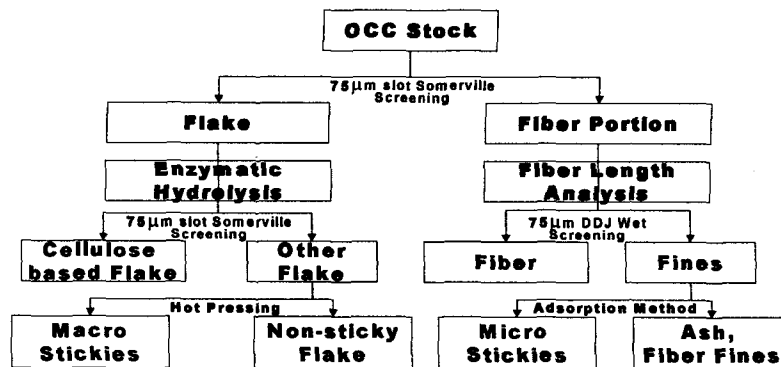 OCC Stock
75μm slot Somerville
Screening
Flake
Fiber Portion
Enzymatic
Hydrolysis
Fiber Length
Analysis
75μm slot Somerville
Screening
75μm DDJ Wet
Screening
Cellulose
based Flake
Other
Flake
Fiber
Fines
Hot Pressing
Adsorption Method
Macro
Stickies
Non-sticky
Flake
Micro
Stickies
Ash,
Fiber Fines